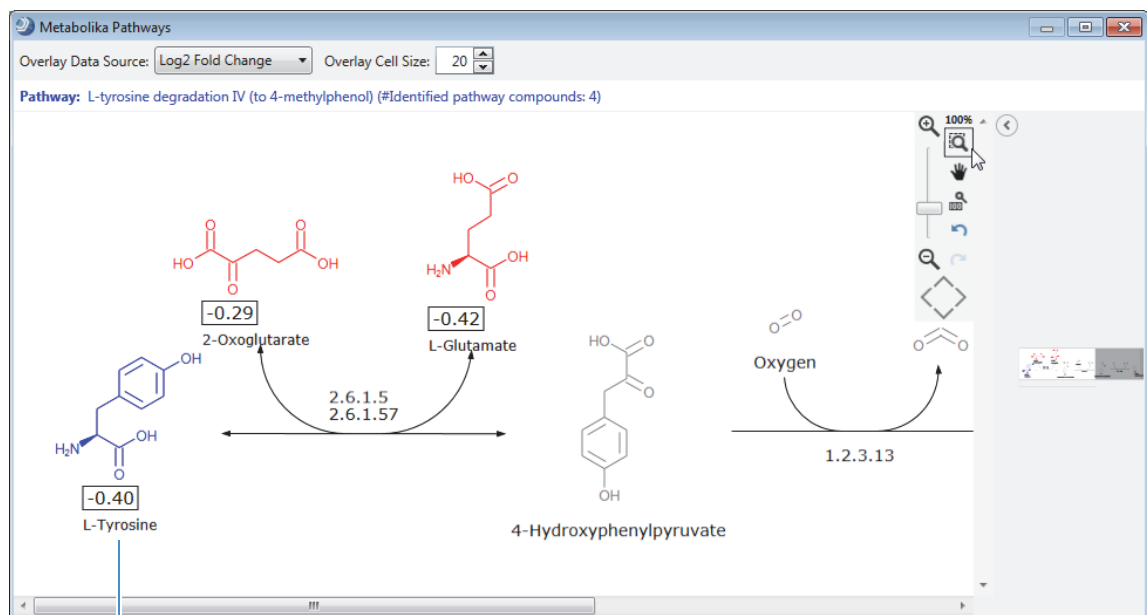 Metabolika Pathways
Overlay Data Source: Log2 Fold Change Overlay Cell Size: 20
Pathway: L-tyrosine degradation IV (to 4-methylphenol) (#Identified pathway compounds: 4)
100%
HO O
O O
HO OH
O
H₂N OH
O
-0.29
2-Oxoglutarate
-0.42
L-Glutamate
O O
Oxygen
O O
HO O
O
OH
OH
H₂N OH
O
2.6.1.5
2.6.1.57
1.2.3.13
-0.40
L-Tyrosine
4-Hydroxyphenylpyruvate